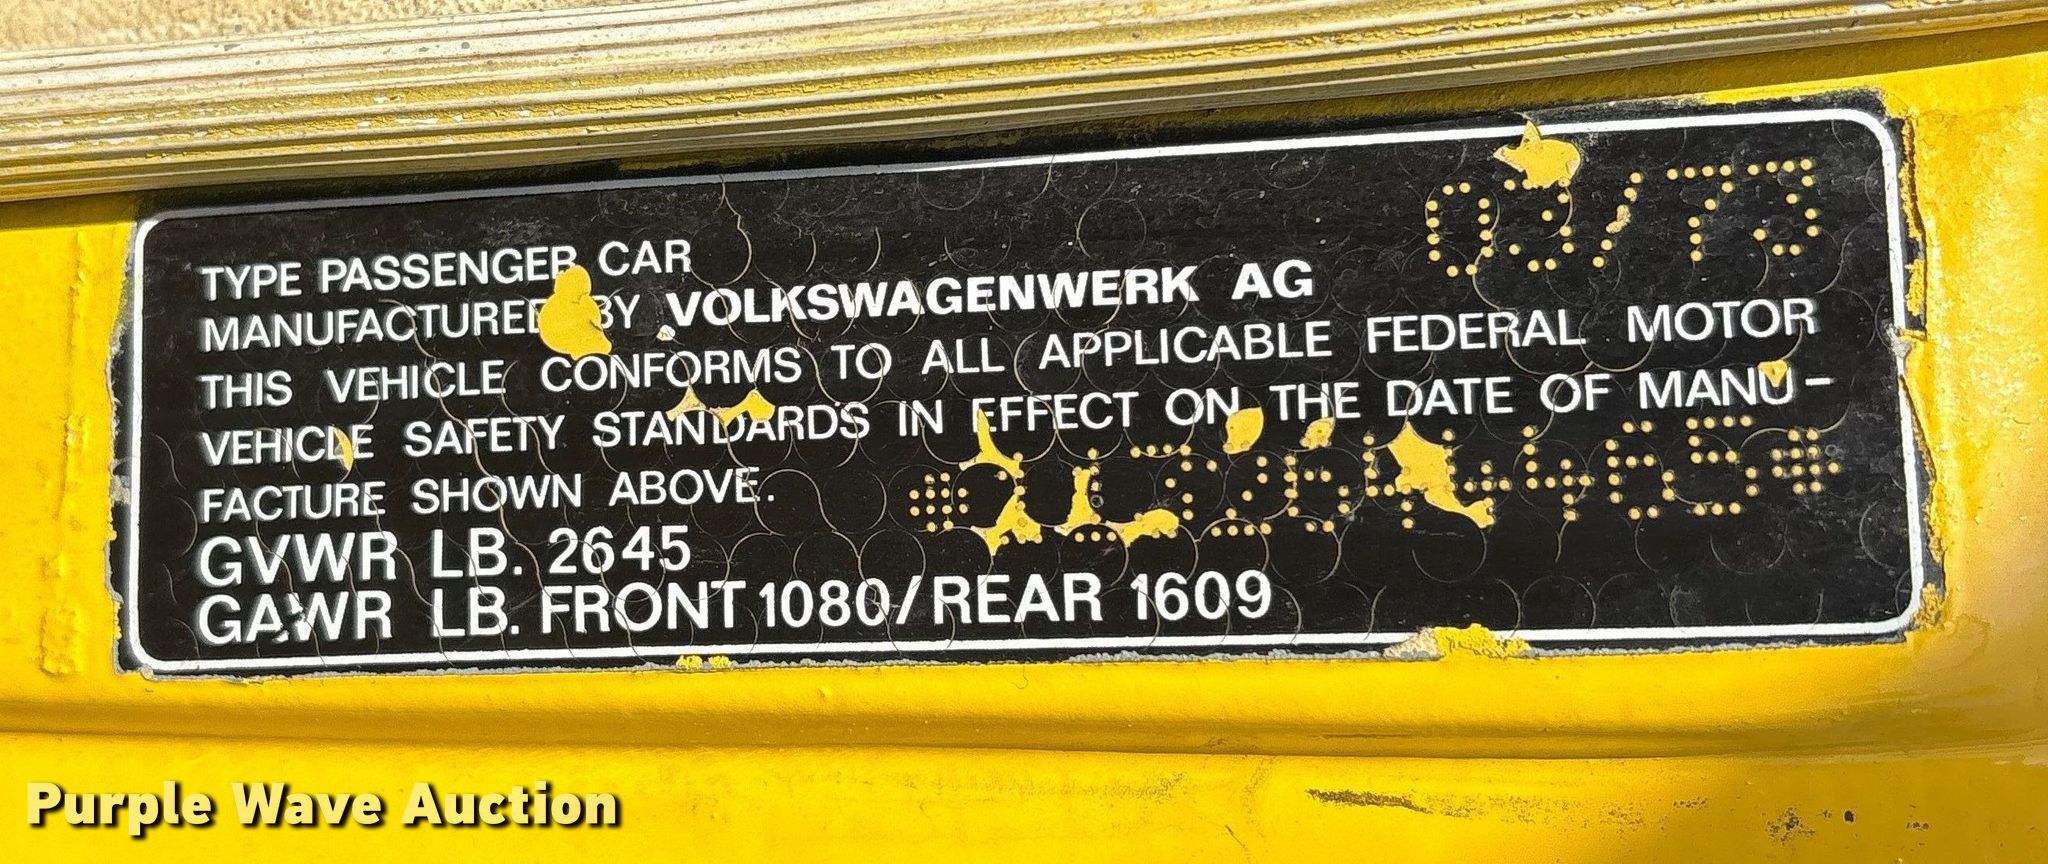 03/73
TYPE PASSENGER CAR
MANUFACTURED BY VOLKSWAGENWERK AG
THIS VEHICLE CONFORMS TO ALL APPLICABLE FEDERAL MOTOR
VEHICLE SAFETY STANDARDS IN EFFECT ON THE DATE OF MANU-
FACTURE SHOWN ABOVE.
GVWR LB. 2645
GAWR LB. FRONT 1080/REAR 1609
Purple Wave Auction